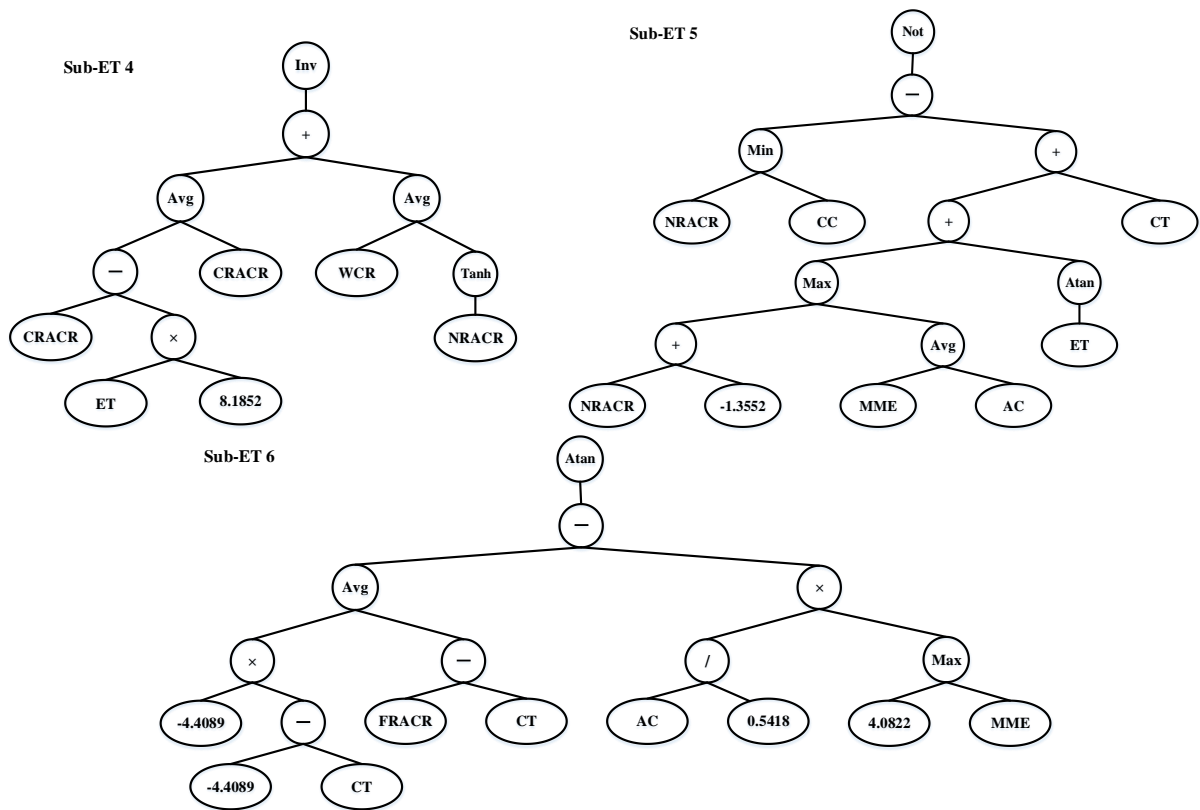 Sub-ET 4
Inv
+
Avg Avg
− CRACR WCR Tanh
CRACR × NRACR
ET 8.1852
Sub-ET 5
Not
−
Min +
NRACR CC + CT
Max Atan
+ Avg ET
NRACR -1.3552 MME AC
Sub-ET 6
Atan
−
Avg ×
× − / Max
-4.4089 − FRACR CT AC 0.5418 4.0822 MME
-4.4089 CT